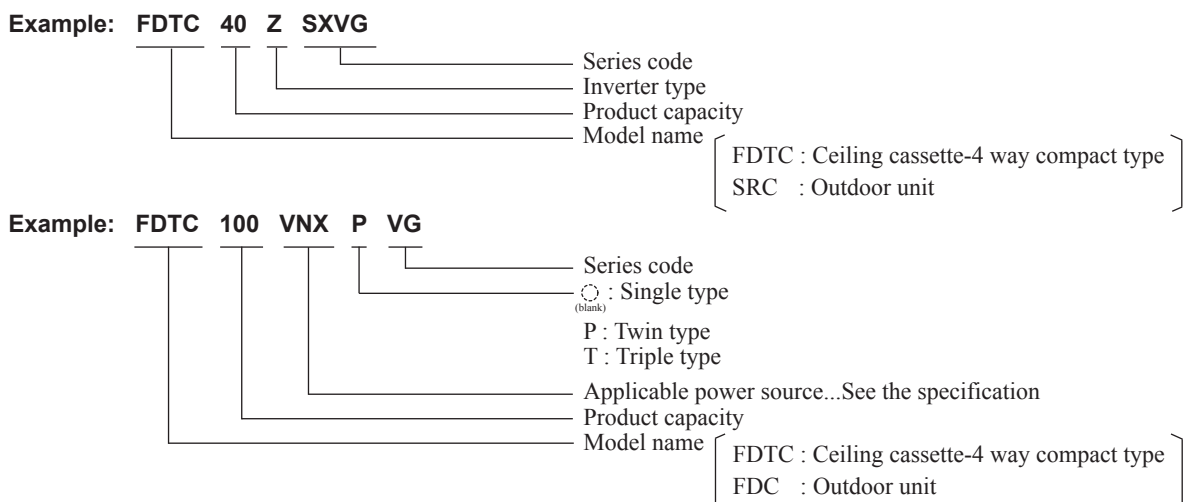 Example: FDTC 40 Z SXVG
Series code
Inverter type
Product capacity
Model name
FDTC : Ceiling cassette-4 way compact type
SRC : Outdoor unit
Example: FDTC 100 VNX P VG
Series code
(blank) : Single type
P : Twin type
T : Triple type
Applicable power source...See the specification
Product capacity
Model name
FDTC : Ceiling cassette-4 way compact type
FDC : Outdoor unit